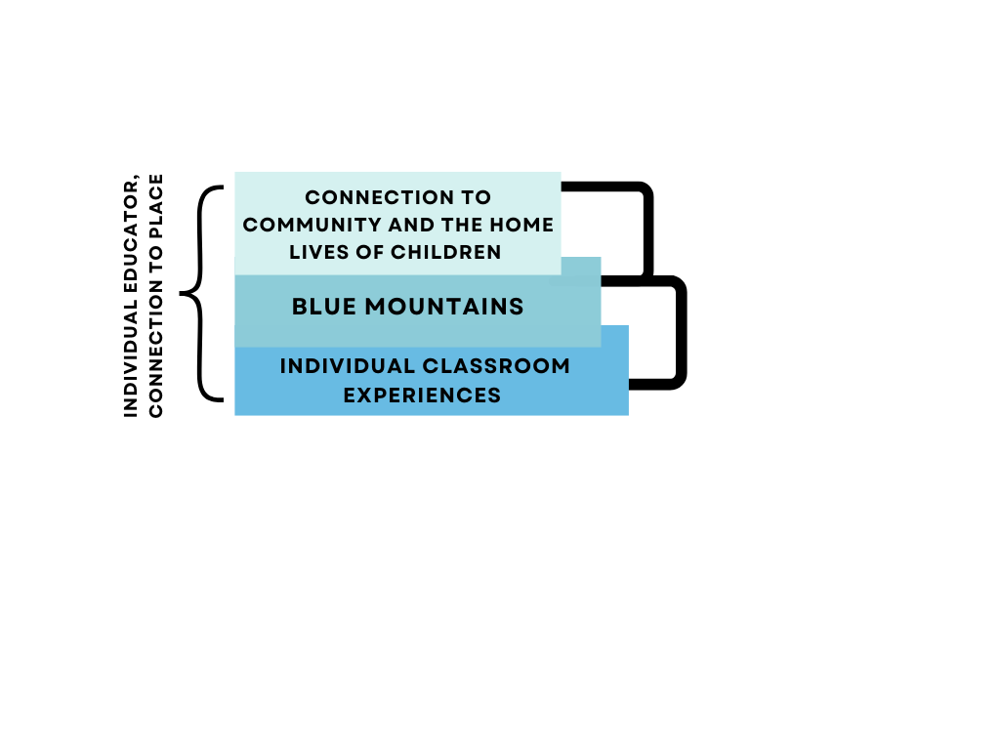 INDIVIDUAL EDUCATOR,
CONNECTION TO PLACE
CONNECTION TO
COMMUNITY AND THE HOME
LIVES OF CHILDREN
BLUE MOUNTAINS
INDIVIDUAL CLASSROOM
EXPERIENCES